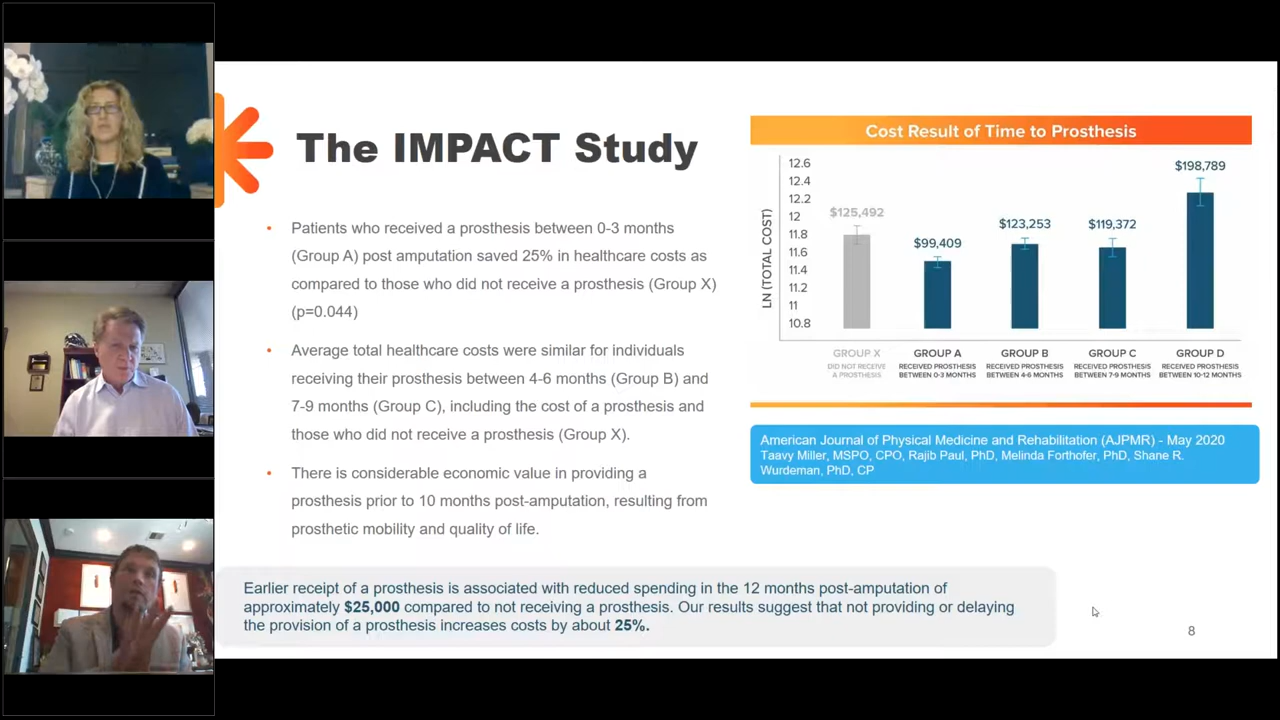 The IMPACT Study
• Patients who received a prosthesis between 0-3 months
(Group A) post amputation saved 25% in healthcare costs as
compared to those who did not receive a prosthesis (Group X)
(p=0.044)
• Average total healthcare costs were similar for individuals
receiving their prosthesis between 4-6 months (Group B) and
7-9 months (Group C), including the cost of a prosthesis and
those who did not receive a prosthesis (Group X).
• There is considerable economic value in providing a
prosthesis prior to 10 months post-amputation, resulting from
prosthetic mobility and quality of life.
Cost Result of Time to Prosthesis
LN (TOTAL COST)
12.6
12.4
12.2
12
11.8
11.6
11.4
11.2
11
10.8
$125,492
$99,409
$123,253
$119,372
$198,789
GROUP X
DID NOT RECEIVE
A PROSTHESIS
GROUP A
RECEIVED PROSTHESIS
BETWEEN 0-3 MONTHS
GROUP B
RECEIVED PROSTHESIS
BETWEEN 4-6 MONTHS
GROUP C
RECEIVED PROSTHESIS
BETWEEN 7-9 MONTHS
GROUP D
RECEIVED PROSTHESIS
BETWEEN 10-12 MONTHS
American Journal of Physical Medicine and Rehabilitation (AJPMR) - May 2020
Taavy Miller, MSPO, CPO, Rajib Paul, PhD, Melinda Forthofer, PhD, Shane R.
Wurdeman, PhD, CP
Earlier receipt of a prosthesis is associated with reduced spending in the 12 months post-amputation of
approximately $25,000 compared to not receiving a prosthesis. Our results suggest that not providing or delaying
the provision of a prosthesis increases costs by about 25%.
8